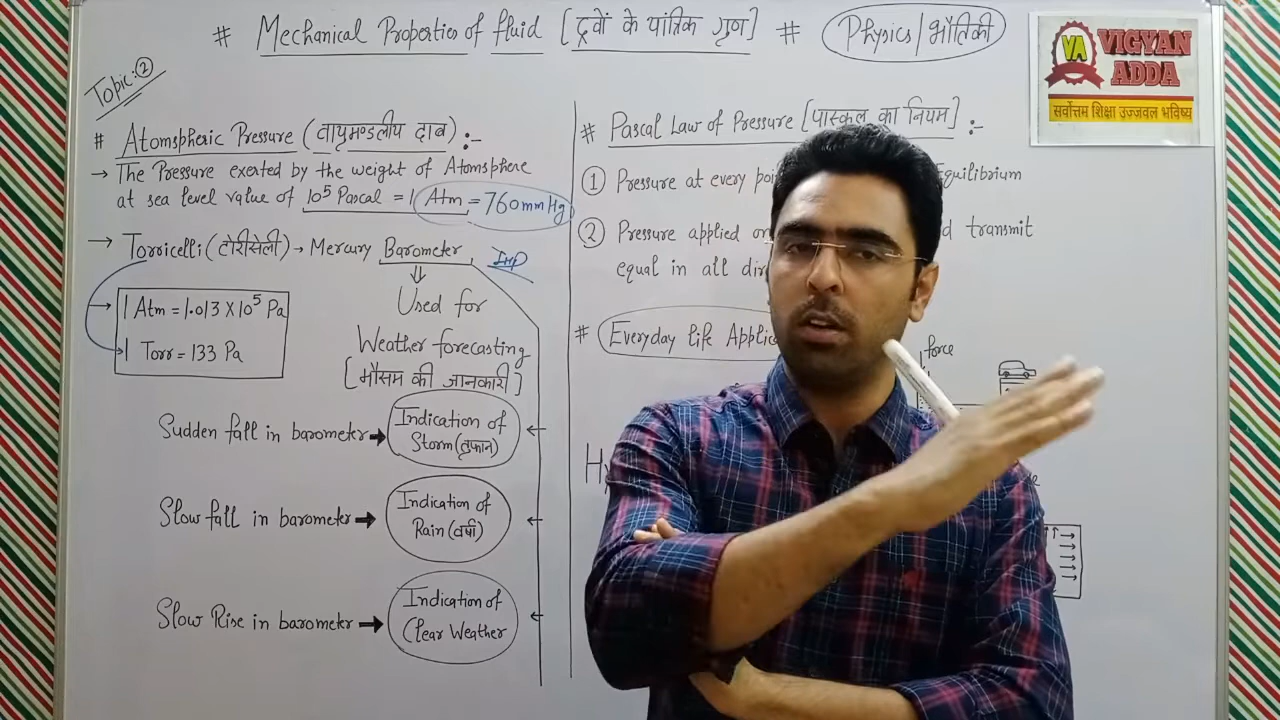 # Mechanical Properties of fluid [द्रवों के यांत्रिक गुण] # Physics/भौतिकी
VIGYAN
VA
ADDA
सर्वोत्तम शिक्षा उज्जवल भविष्य
Topic: ②
# Atomspheric Pressure (वायुमण्डलीय दाब) :-
→ The Pressure exerted by the weight of Atomsphere
at sea level value of 10⁵ Pascal = 1 Atm = 760mmHg
→ Torricelli (टोरीसेली) → Mercury Barometer Imp
→ 1 Atm = 1.013 X 10⁵ Pa
1 Torr = 133 Pa
Used for
Weather forecasting
[मौसम की जानकारी]
Sudden fall in barometer → Indication of
Storm (तूफान)
Slow fall in barometer → Indication of
Rain (वर्षा)
Slow Rise in barometer → Indication of
Clear Weather
# Pascal Law of Pressure [पास्कल का नियम] :-
① Pressure at every Equilibrium
② Pressure applied transmit
equal in all
# Everyday life
force